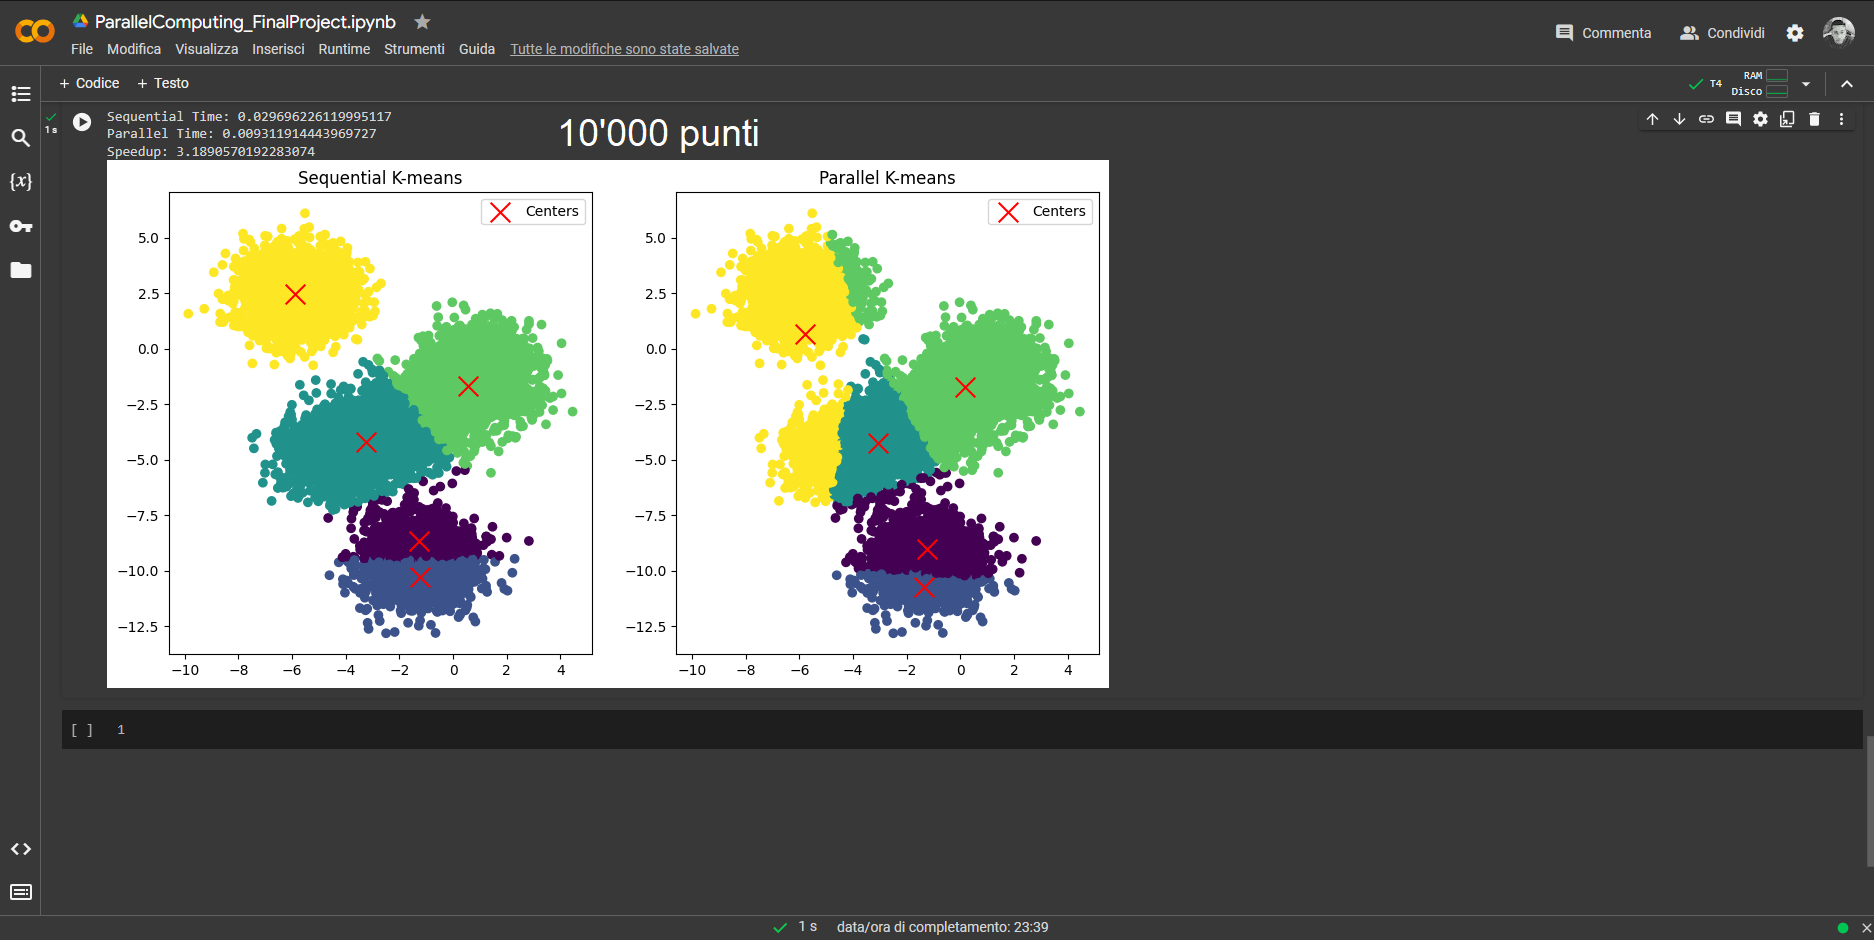 ParallelComputing_FinalProject.ipynb
File Modifica Visualizza Inserisci Runtime Strumenti Guida Tutte le modifiche sono state salvate
Commenta Condividi
+ Codice + Testo
T4 RAM
Disco
1 s
Sequential Time: 0.029696226119995117
Parallel Time: 0.009311914443969727
Speedup: 3.1890570192283074
10'000 punti
Sequential K-means
Centers
5.0
2.5
0.0
−2.5
−5.0
−7.5
−10.0
−12.5
−10 −8 −6 −4 −2 0 2 4
Parallel K-means
Centers
5.0
2.5
0.0
−2.5
−5.0
−7.5
−10.0
−12.5
−10 −8 −6 −4 −2 0 2 4
{x}
[ ] 1
1 s data/ora di completamento: 23:39